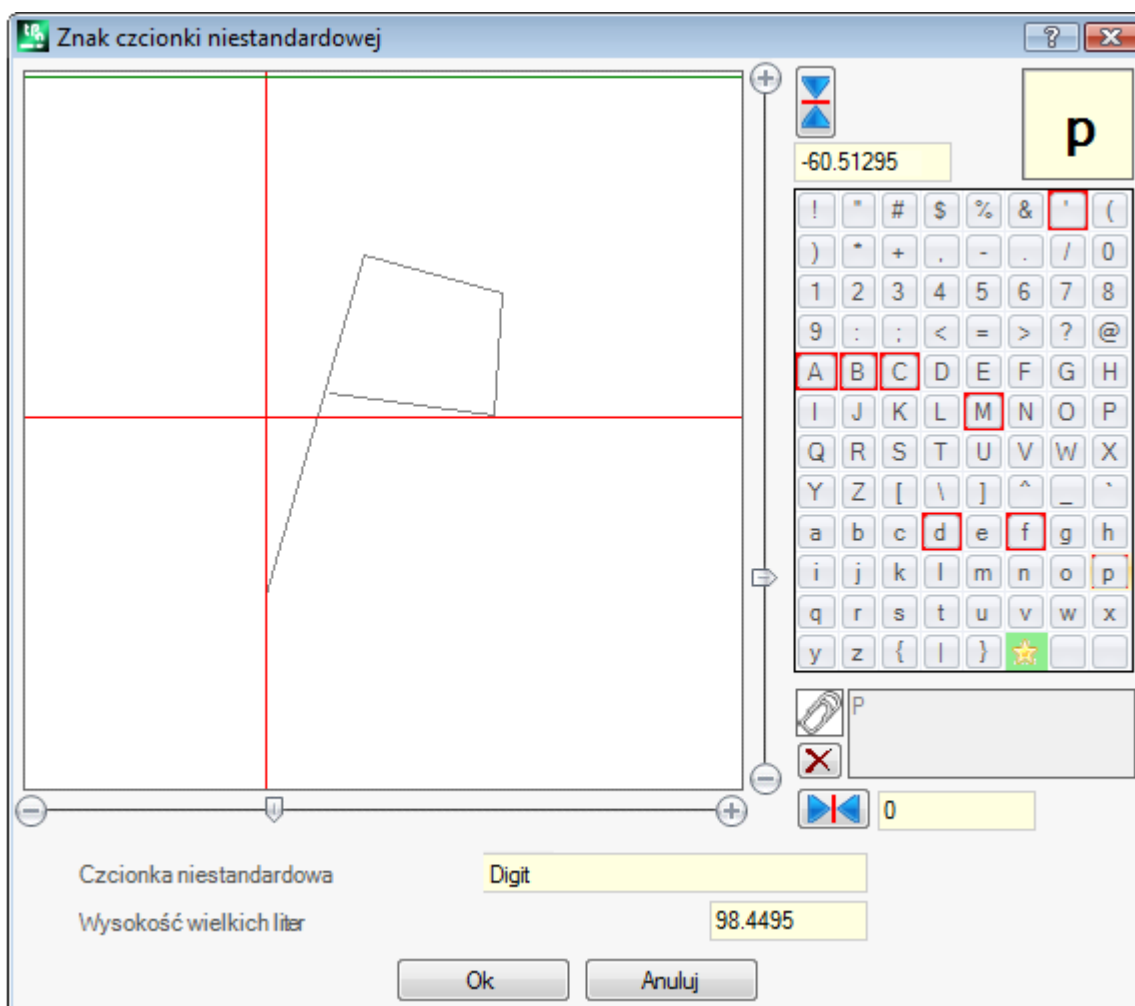 Znak czcionki niestandardowej
p
-60.51295
! " # $ % & ' (
) * + , - . / 0
1 2 3 4 5 6 7 8
9 : ; < = > ? @
A B C D E F G H
I J K L M N O P
Q R S T U V W X
Y Z [ \ ] ^ _ `
a b c d e f g h
i j k l m n o p
q r s t u v w x
y z { | }
P
0
Czcionka niestandardowa Digit
Wysokość wielkich liter 98.4495
Ok Anuluj